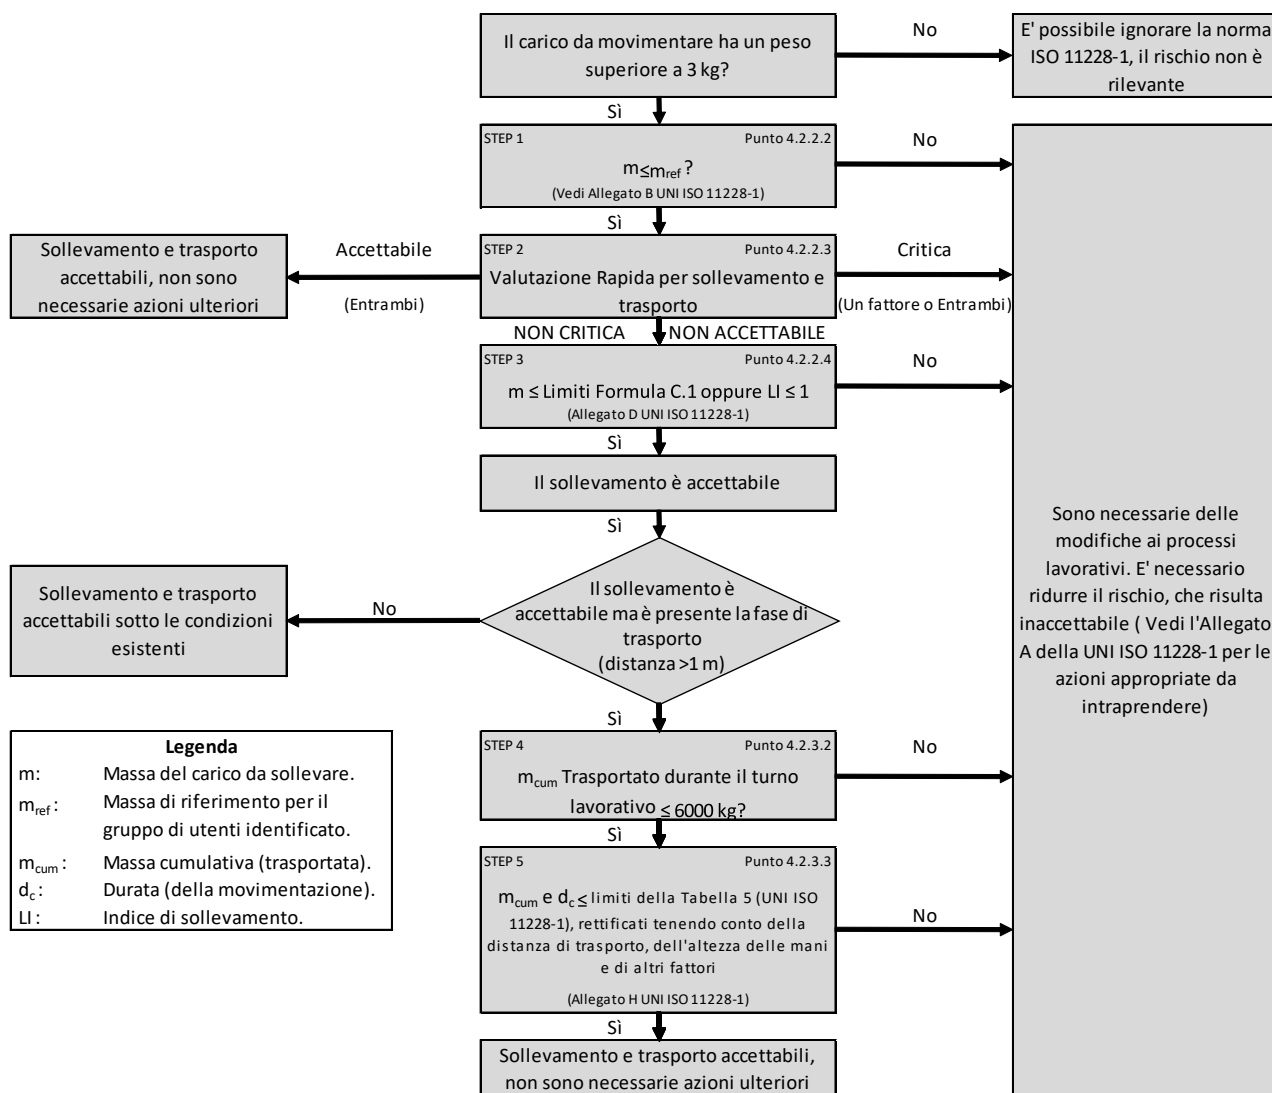 Il carico da movimentare ha un peso
superiore a 3 kg?
No
E' possibile ignorare la norma
ISO 11228-1, il rischio non è
rilevante
Sì
STEP 1
Punto 4.2.2.2
m≤mref ?
(Vedi Allegato B UNI ISO 11228-1)
No
Sì
STEP 2
Punto 4.2.2.3
Valutazione Rapida per sollevamento e
trasporto
Accettabile
(Entrambi)
Sollevamento e trasporto
accettabili, non sono
necessarie azioni ulteriori
Critica
(Un fattore o Entrambi)
NON CRITICA
NON ACCETTABILE
STEP 3
Punto 4.2.2.4
m ≤ Limiti Formula C.1 oppure LI ≤ 1
(Allegato D UNI ISO 11228-1)
No
Sì
Il sollevamento è accettabile
Sì
Il sollevamento è
accettabile ma è presente la fase di
trasporto
(distanza >1 m)
No
Sollevamento e trasporto
accettabili sotto le condizioni
esistenti
Sono necessarie delle
modifiche ai processi
lavorativi. E' necessario
ridurre il rischio, che risulta
inaccettabile ( Vedi l'Allegato
A della UNI ISO 11228-1 per le
azioni appropriate da
intraprendere)
Sì
STEP 4
Punto 4.2.3.2
mcum Trasportato durante il turno
lavorativo ≤ 6000 kg?
No
Sì
STEP 5
Punto 4.2.3.3
mcum e dc ≤ limiti della Tabella 5 (UNI ISO
11228-1), rettificati tenendo conto della
distanza di trasporto, dell'altezza delle mani
e di altri fattori
(Allegato H UNI ISO 11228-1)
No
Sì
Sollevamento e trasporto accettabili,
non sono necessarie azioni ulteriori
Legenda
m: Massa del carico da sollevare.
mref : Massa di riferimento per il
gruppo di utenti identificato.
mcum : Massa cumulativa (trasportata).
dc : Durata (della movimentazione).
LI : Indice di sollevamento.